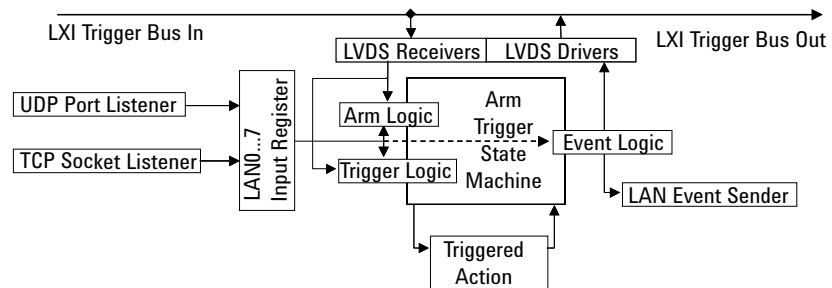 LXI Trigger Bus In
LXI Trigger Bus Out
LVDS Receivers
LVDS Drivers
UDP Port Listener
TCP Socket Listener
LAN0...7
Input Register
Arm Logic
Trigger Logic
Arm
Trigger
State
Machine
Event Logic
LAN Event Sender
Triggered
Action